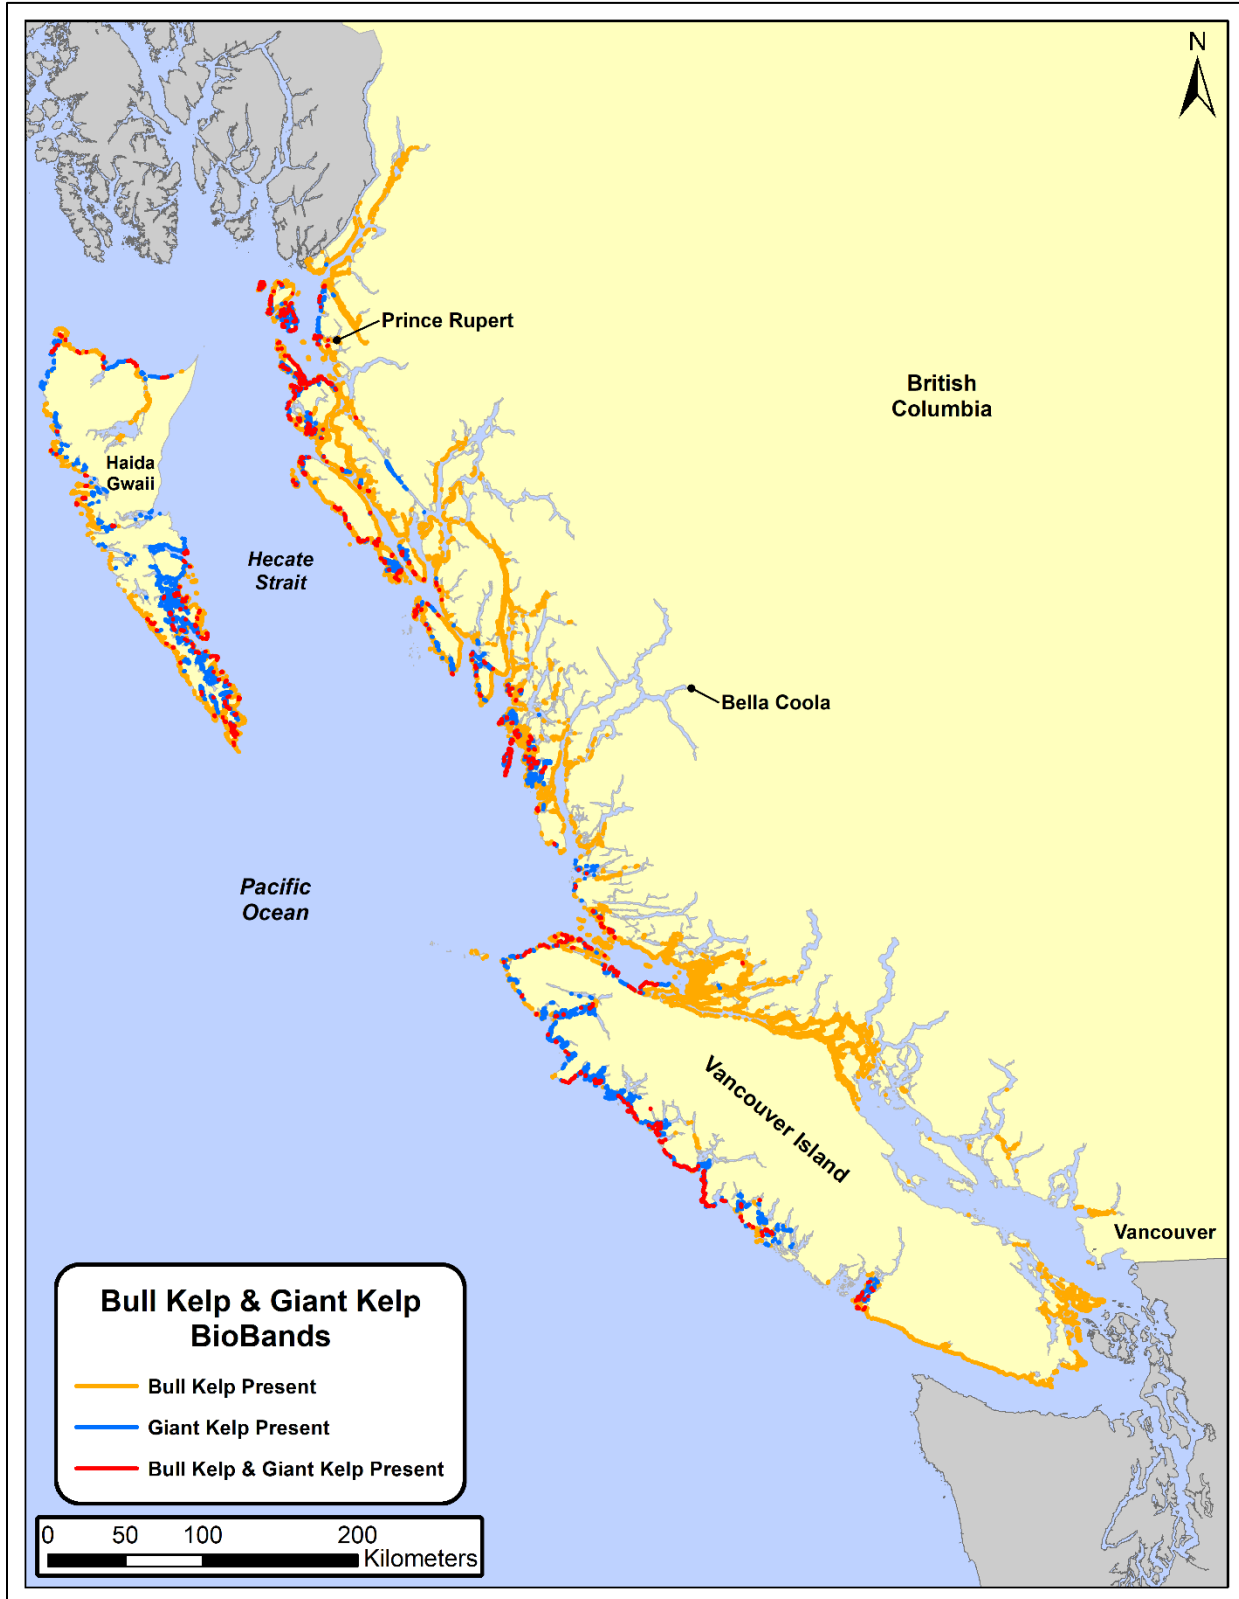 N
Prince Rupert
British
Columbia
Haida
Gwaii
Hecate
Strait
Bella Coola
Pacific
Ocean
Vancouver Island
Vancouver
Bull Kelp & Giant Kelp
BioBands
Bull Kelp Present
Giant Kelp Present
Bull Kelp & Giant Kelp Present
0 50 100 200
Kilometers